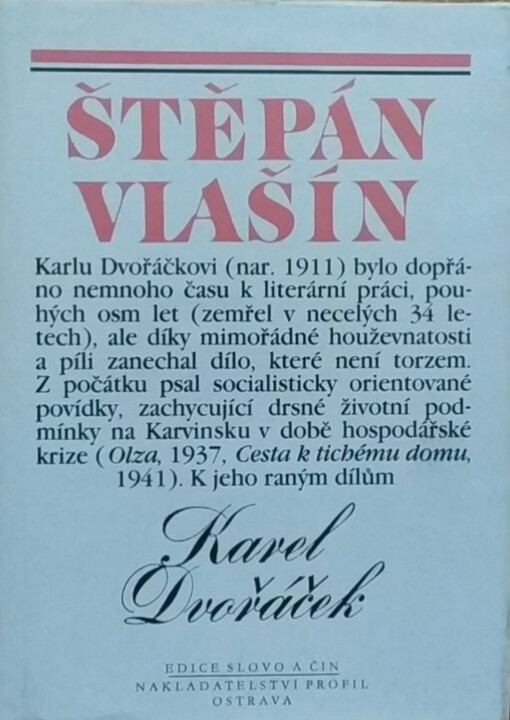 ŠTĚPÁN
VLAŠÍN
Karlu Dvořáčkovi (nar. 1911) bylo dopřá-
no nemnoho času k literární práci, pou-
hých osm let (zemřel v necelých 34 le-
tech), ale díky mimořádné houževnatosti
a píli zanechal dílo, které není torzem.
Z počátku psal socialisticky orientované
povídky, zachycující drsné životní pod-
mínky na Karvinsku v době hospodářské
krize (Olza, 1937, Cesta k tichému domu,
1941). K jeho raným dílům
Karel
Dvořáček
EDICE SLOVO A ČIN
NAKLADATELSTVÍ PROFIL
OSTRAVA